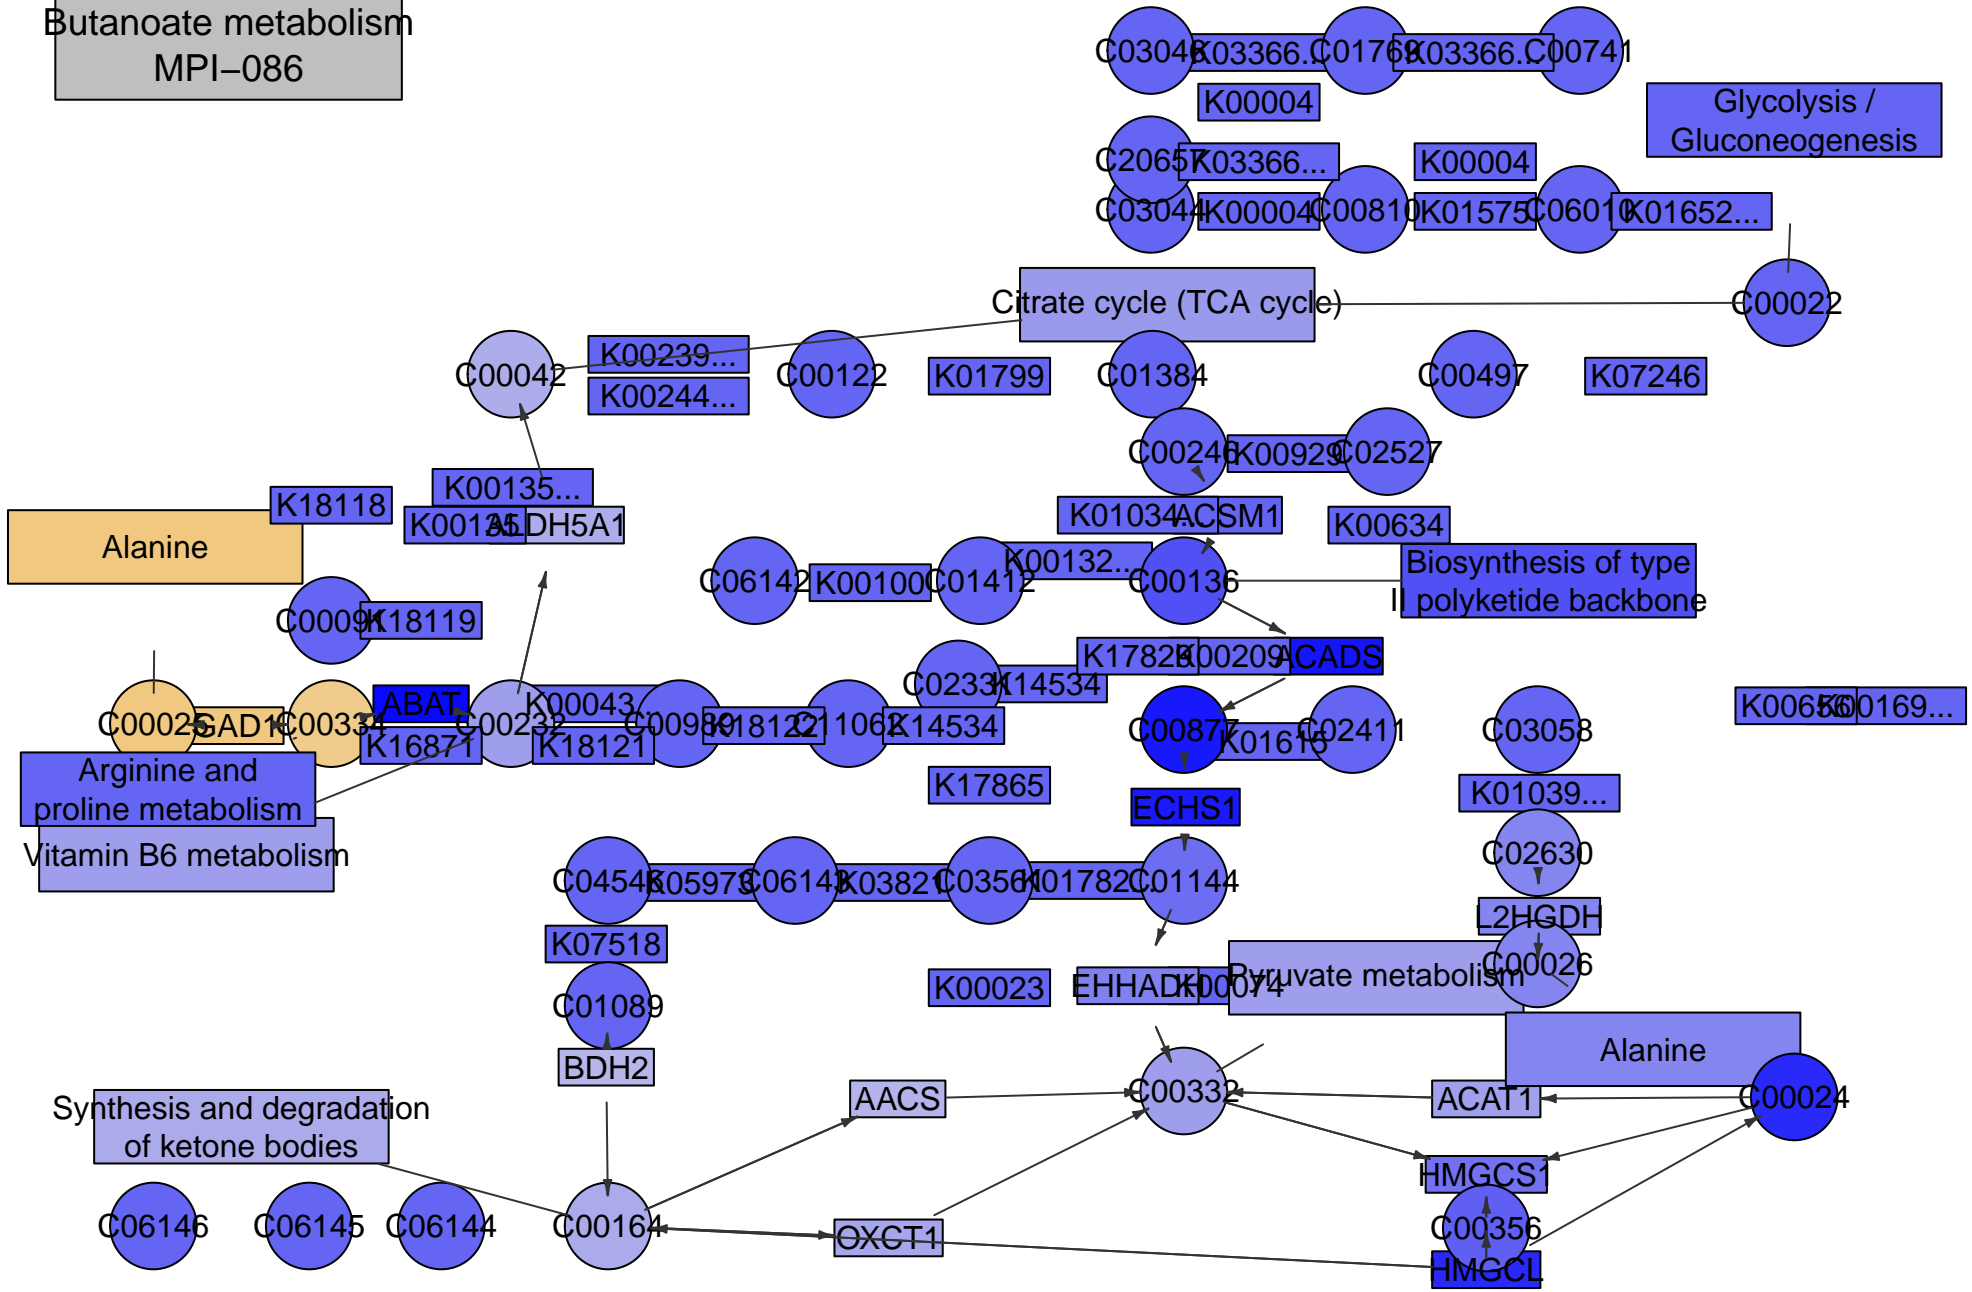 Butanoate metabolism
MPI−086
C03046
K03366...
C01769
K03366...
C00741
K00004
Glycolysis /
Gluconeogenesis
C20657
K03366...
K00004
C03044
K00004
C00810
K01575
C06010
K01652...
Citrate cycle (TCA cycle)
C00022
C00042
K00239...
K00244...
C00122
K01799
C01384
C00497
K07246
C00246
K00929
C02527
K18118
K00135...
K00135
ALDH5A1
K01034...
ACSM1
K00634
Alanine
C06142
K00100
C01412
K00132...
C00136
Biosynthesis of type
II polyketide backbone
C00091
K18119
K17829
K00209
ACADS
C02331
K14534
C00025
GAD1
C00334
ABAT
K16871
C00232
K00043...
K18121
C00989
K18122
C11062
K14534
C00877
K01615
C02411
C03058
K00656
K00169...
Arginine and
proline metabolism
K17865
ECHS1
K01039...
Vitamin B6 metabolism
C02630
C04546
K05973
C06143
K03821
C03561
K01782...
C01144
L2HGDH
K07518
C00026
Pyruvate metabolism
K00023
EHHADH
K00074
C01089
BDH2
Alanine
Synthesis and degradation
of ketone bodies
AACS
C00332
ACAT1
C00024
HMGCS1
C06146
C06145
C06144
C00164
OXCT1
C00356
HMGCL